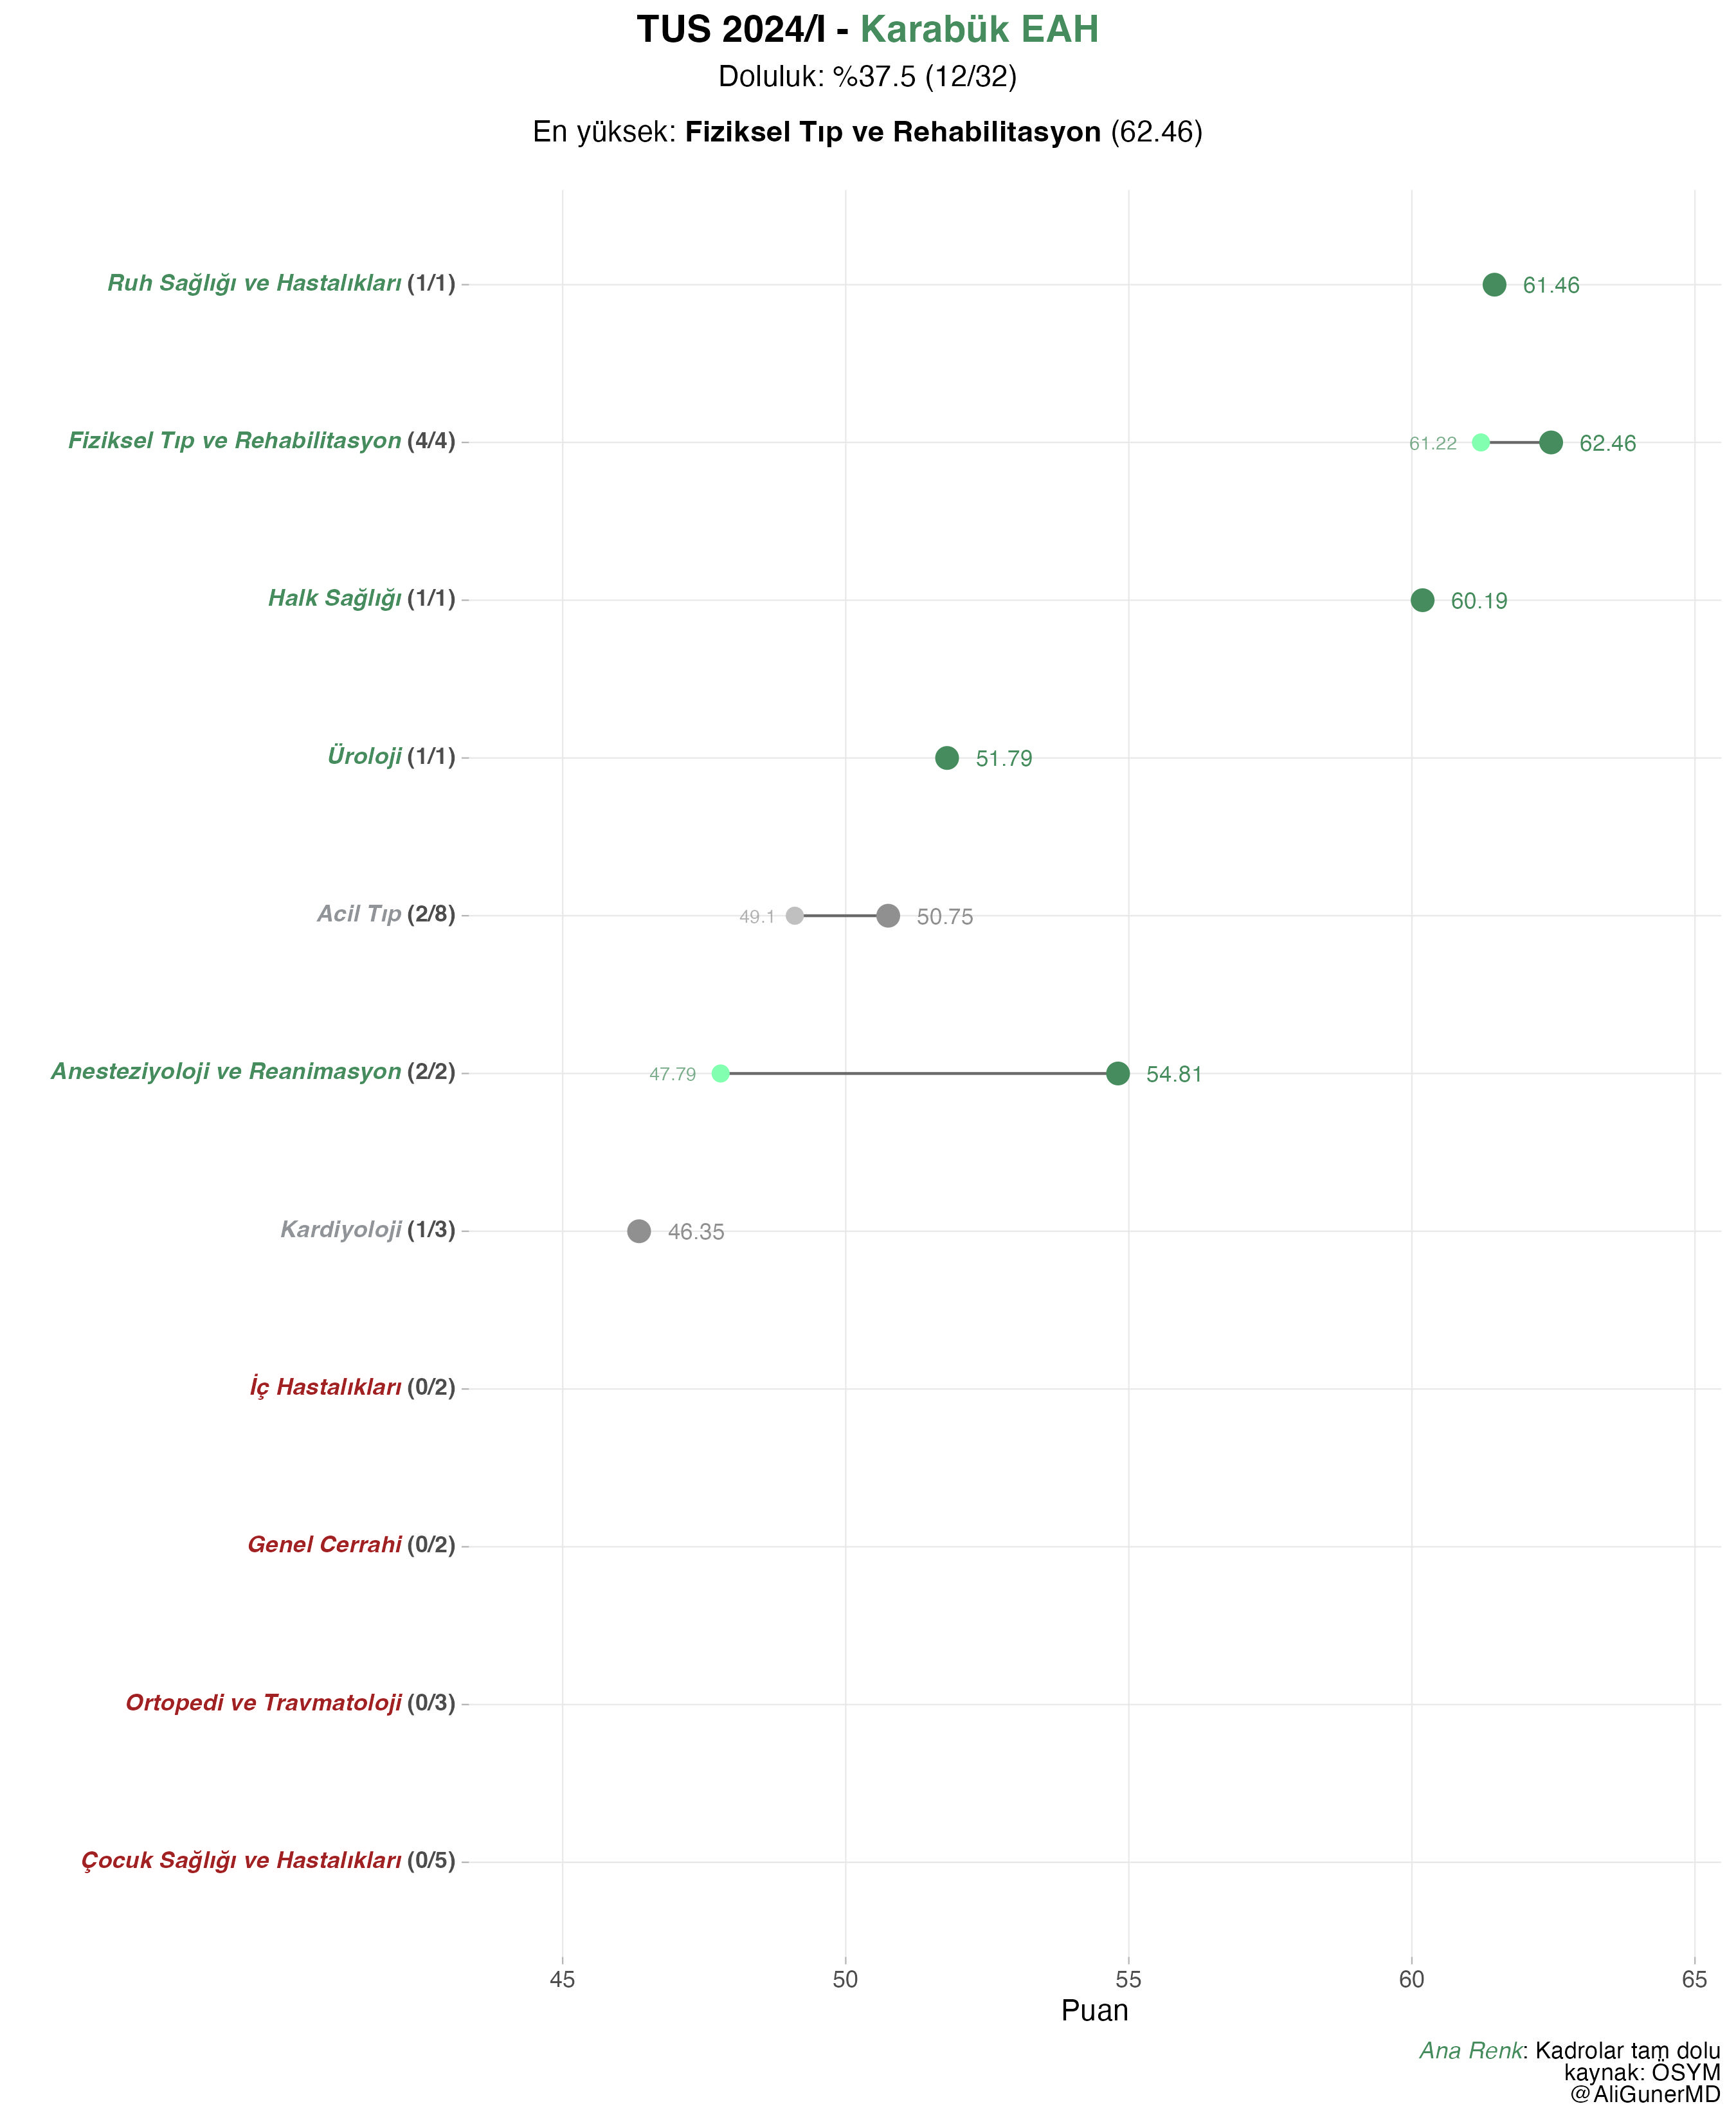 TUS 2024/I - Karabük EAH
Doluluk: %37.5 (12/32)
En yüksek: Fiziksel Tıp ve Rehabilitasyon (62.46)
Ruh Sağlığı ve Hastalıkları (1/1)
61.46
Fiziksel Tıp ve Rehabilitasyon (4/4)
61.22
62.46
Halk Sağlığı (1/1)
60.19
Üroloji (1/1)
51.79
Acil Tıp (2/8)
49.1
50.75
Anesteziyoloji ve Reanimasyon (2/2)
47.79
54.81
Kardiyoloji (1/3)
46.35
İç Hastalıkları (0/2)
Genel Cerrahi (0/2)
Ortopedi ve Travmatoloji (0/3)
Çocuk Sağlığı ve Hastalıkları (0/5)
45 50 55 60 65
Puan
Ana Renk: Kadrolar tam dolu
kaynak: ÖSYM
@AliGunerMD